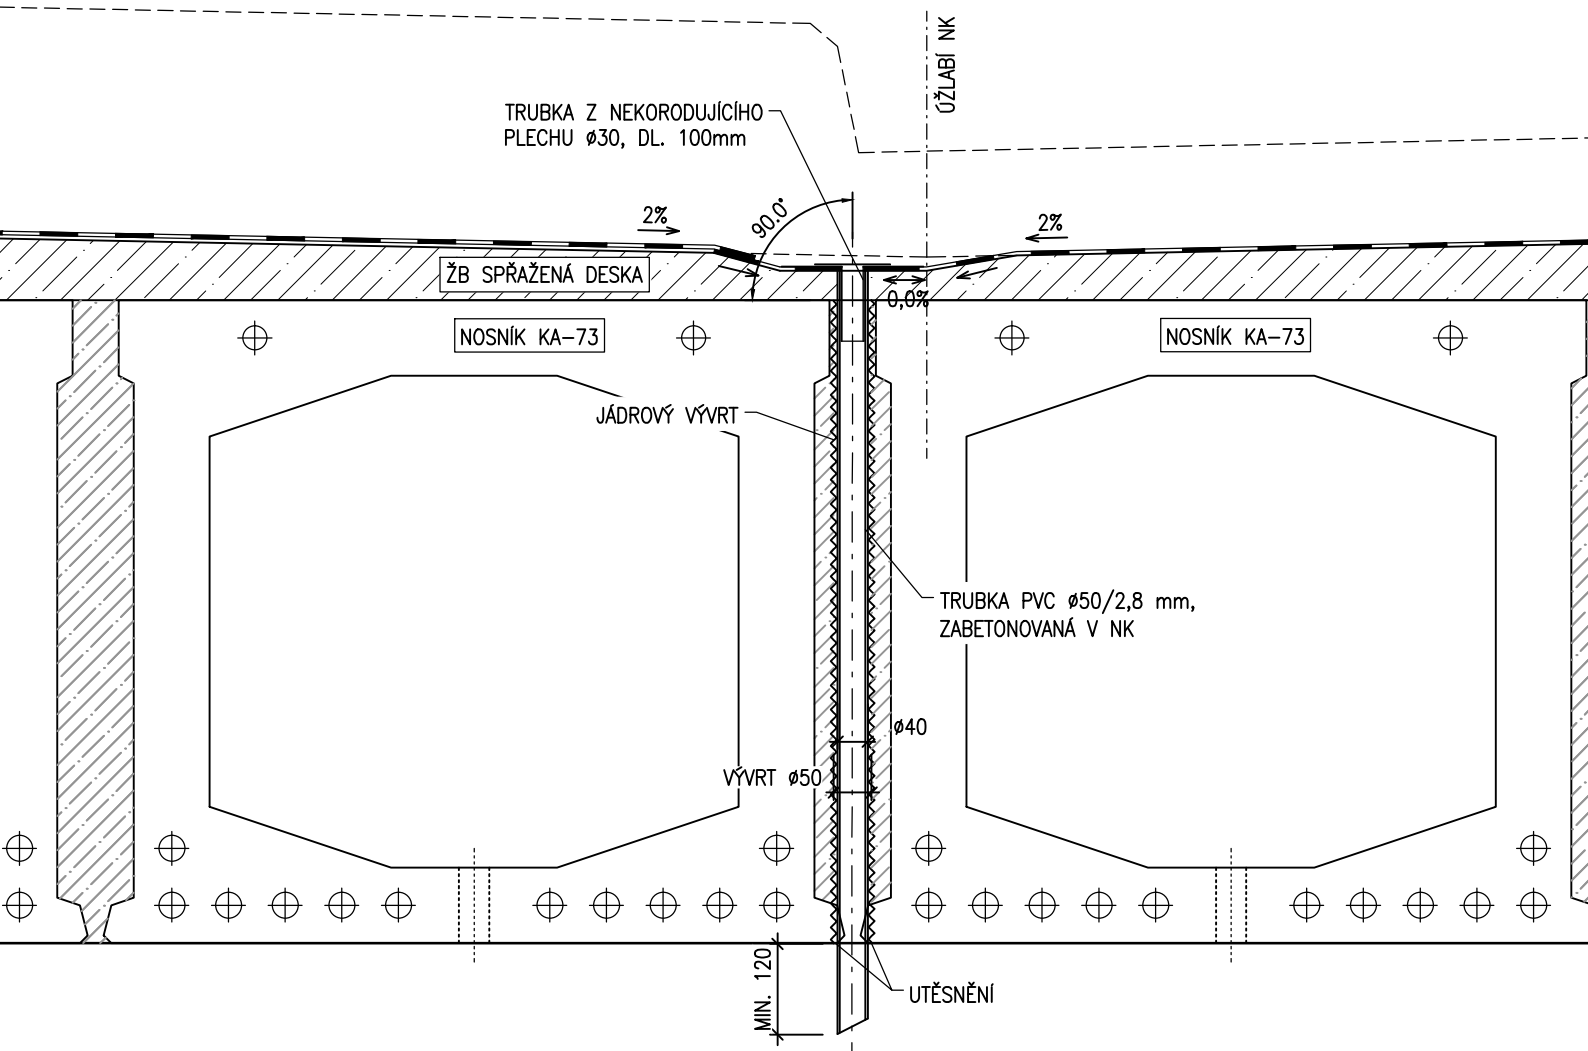 ÚŽLABÍ NK
TRUBKA Z NEKORODUJÍCÍHO
PLECHU ø30, DL. 100mm
90.0°
2%
2%
ŽB SPŘAŽENÁ DESKA
0,0%
NOSNÍK KA-73
NOSNÍK KA-73
JÁDROVÝ VÝVRT
TRUBKA PVC ø50/2,8 mm,
ZABETONOVANÁ V NK
ø40
VÝVRT ø50
MIN. 120
UTĚSNĚNÍ